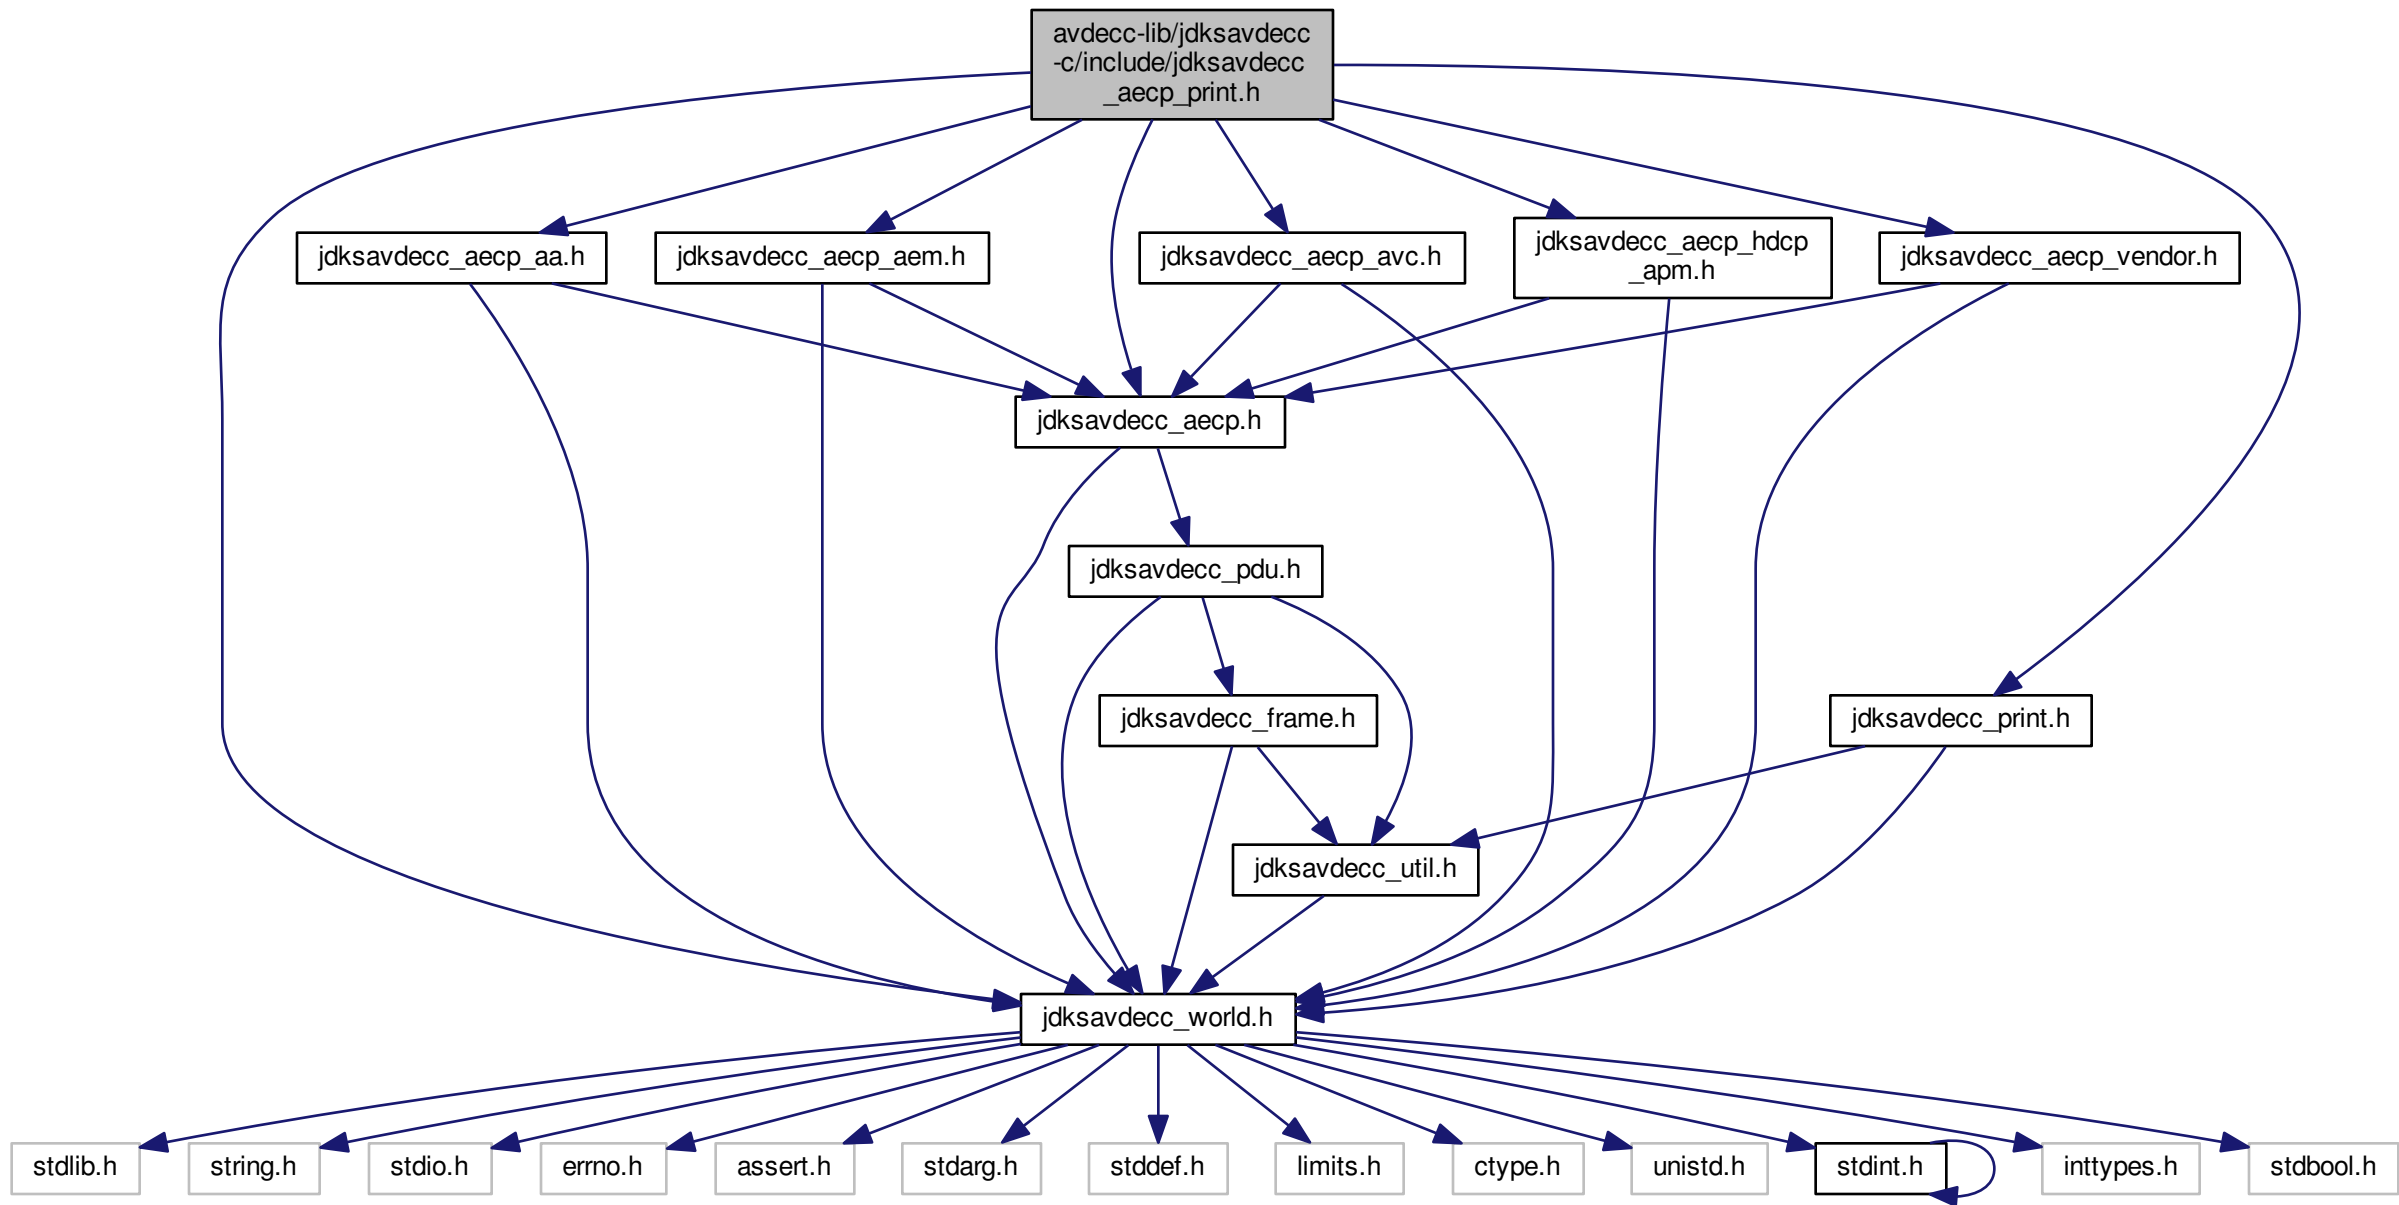 avdecc-lib/jdksavdecc
-c/include/jdksavdecc
_aecp_print.h
jdksavdecc_aecp_aa.h
jdksavdecc_aecp_aem.h
jdksavdecc_aecp_avc.h
jdksavdecc_aecp_hdcp
_apm.h
jdksavdecc_aecp_vendor.h
jdksavdecc_aecp.h
jdksavdecc_pdu.h
jdksavdecc_frame.h
jdksavdecc_print.h
jdksavdecc_util.h
jdksavdecc_world.h
stdlib.h
string.h
stdio.h
errno.h
assert.h
stdarg.h
stddef.h
limits.h
ctype.h
unistd.h
stdint.h
inttypes.h
stdbool.h